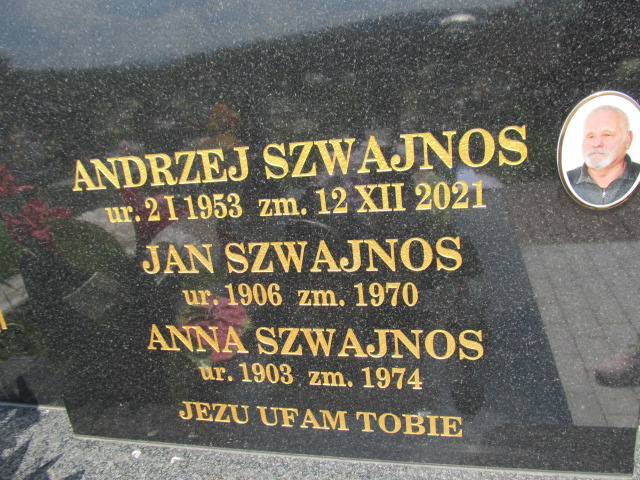 ANDRZEJ SZWAJNOS
ur. 2 I 1953 zm. 12 XII 2021
JAN SZWAJNOS
ur. 1906 zm. 1970
ANNA SZWAJNOS
ur. 1903 zm. 1974
JEZU UFAM TOBIE